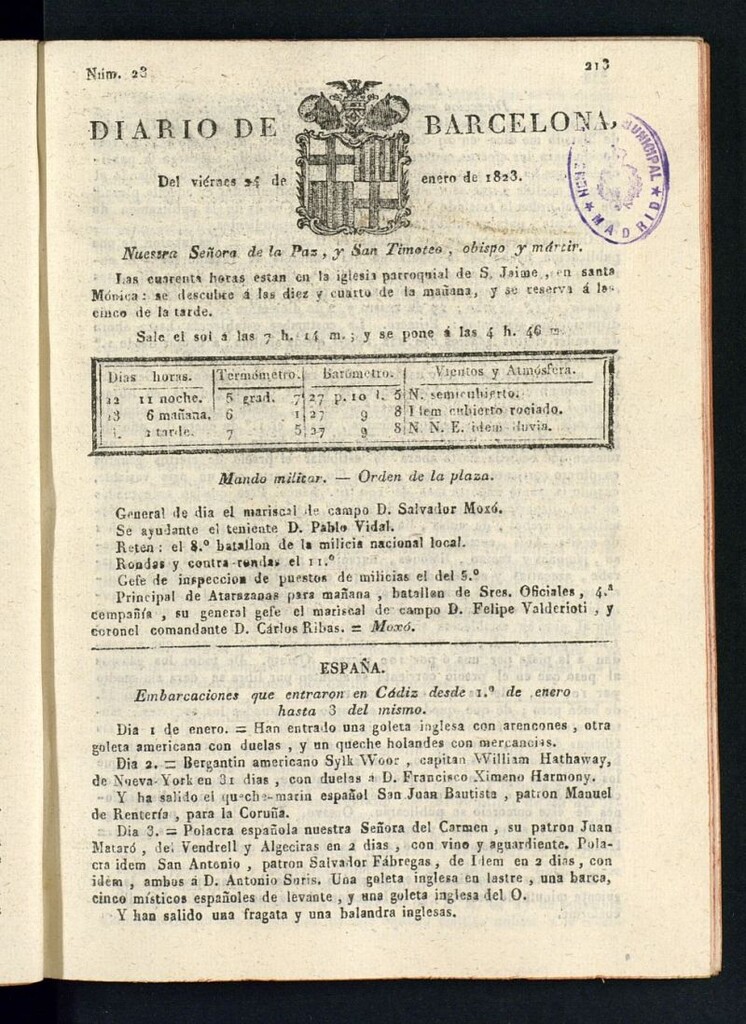 Núm. 23
213
DIARIO DE BARCELONA,
Del viérnes 24 de enero de 1823.
MUNICIPAL
HEMER
★ MADRID ★
Nuestra Señora de la Paz, y San Timoteo, obispo y mártir.
Las cuarenta horas estan en la iglesia parroquial de S. Jaime, en santa
Mónica: se descubre á las diez y cuarto de la mañana, y se reserva á las
cinco de la tarde.
Sale el sol á las 7 h. 14 m.; y se pone á las 4 h. 46 m.
Dias horas. | Termómetro. | Barómetro. | Vientos y Atmósfera.
22 11 noche. | 5 grad. 7 | 27 p. 10 l. 5 | N. semicubierto.
23 6 mañana. | 6 1 | 27 9 8 | Idem cubierto rociado.
id. 2 tarde. | 7 5 | 27 9 8 | N. N. E. idem lluvia.
Mando militar. — Orden de la plaza.
General de dia el mariscal de campo D. Salvador Moxó.
Se ayudante el teniente D. Pablo Vidal.
Reten: el 8.º batallon de la milicia nacional local.
Rondas y contra-rondas el 11.º
Gefe de inspeccion de puestos de milicias el del 5.º
Principal de Atarazanas para mañana, batallon de Sres. Oficiales, 4.ª
compañía, su general gefe el mariscal de campo D. Felipe Valderioti, y
coronel comandante D. Cárlos Ribas. = Moxó.
ESPAÑA.
Embarcaciones que entraron en Cádiz desde 1.º de enero
hasta 3 del mismo.
Dia 1 de enero. = Han entrado una goleta inglesa con arencones, otra
goleta americana con duelas, y un queche holandes con mercancías.
Dia 2. = Bergantin americano Sylk Woor, capitan William Hathaway,
de Nueva-York en 31 dias, con duelas á D. Francisco Ximeno Harmony.
Y ha salido el queche-marin español San Juan Bautista, patron Manuel
de Rentería, para la Coruña.
Dia 3. = Polacra española nuestra Señora del Carmen, su patron Juan
Mataró, del Vendrell y Algeciras en 2 dias, con vino y aguardiente. Pola-
cra idem San Antonio, patron Salvador Fábregas, de Idem en 2 dias, con
idem, ambos á D. Antonio Soris. Una goleta inglesa en lastre, una barca,
cinco místicos españoles de levante, y una goleta inglesa del O.
Y han salido una fragata y una balandra inglesas.